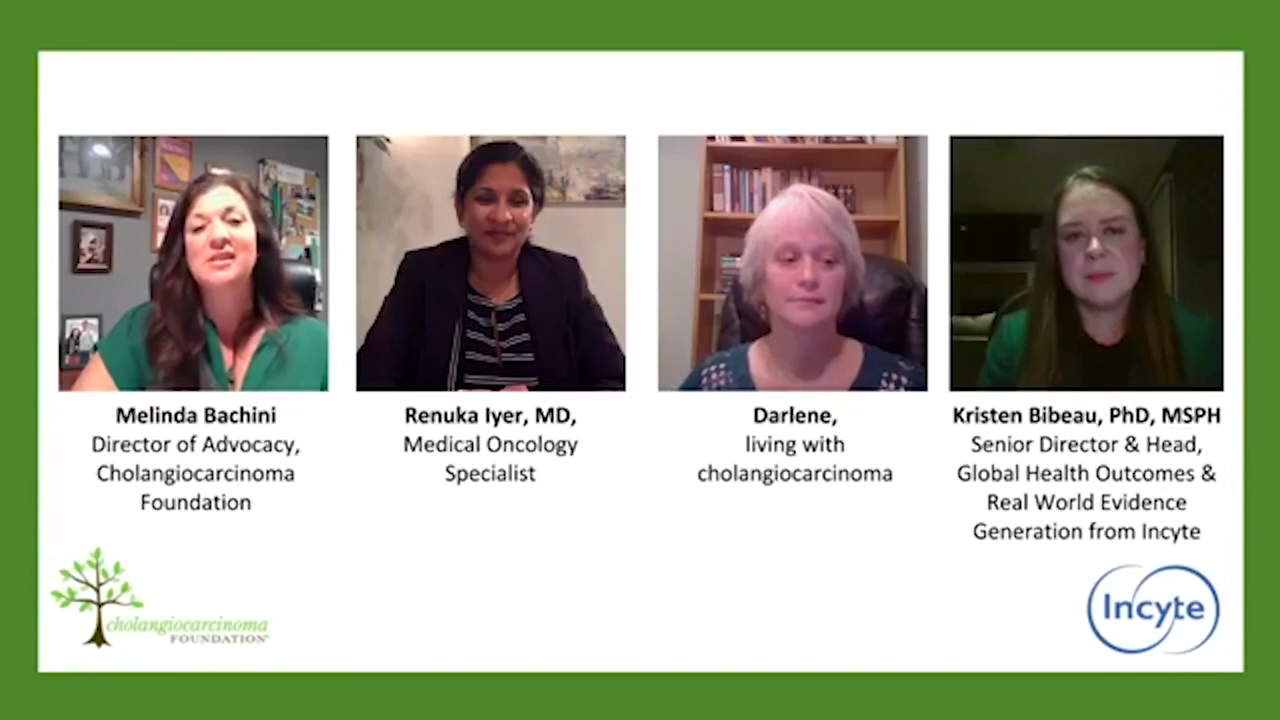 Melinda Bachini
Director of Advocacy,
Cholangiocarcinoma
Foundation
Renuka Iyer, MD,
Medical Oncology
Specialist
Darlene,
living with
cholangiocarcinoma
Kristen Bibeau, PhD, MSPH
Senior Director & Head,
Global Health Outcomes &
Real World Evidence
Generation from Incyte
cholangiocarcinoma
FOUNDATION
Incyte